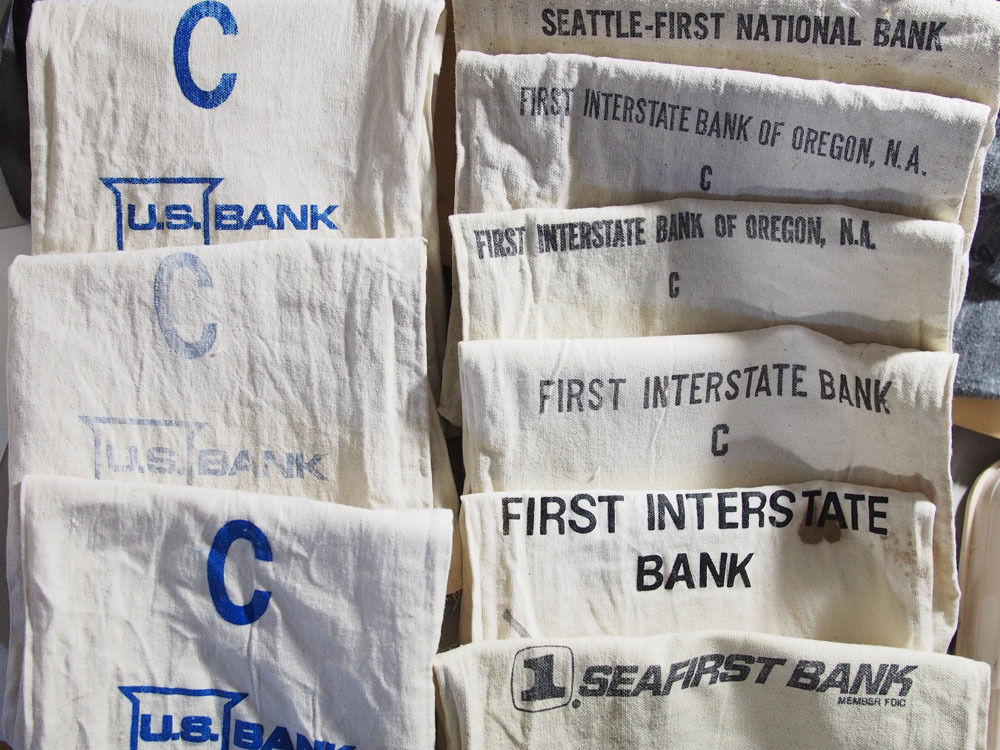 C
U.S. BANK
C
U.S. BANK
C
U.S. BANK
SEATTLE-FIRST NATIONAL BANK
FIRST INTERSTATE BANK OF OREGON, N.A.
C
FIRST INTERSTATE BANK OF OREGON, N.A.
C
FIRST INTERSTATE BANK
C
FIRST INTERSTATE
BANK
1 SEAFIRST BANK
MEMBER FDIC